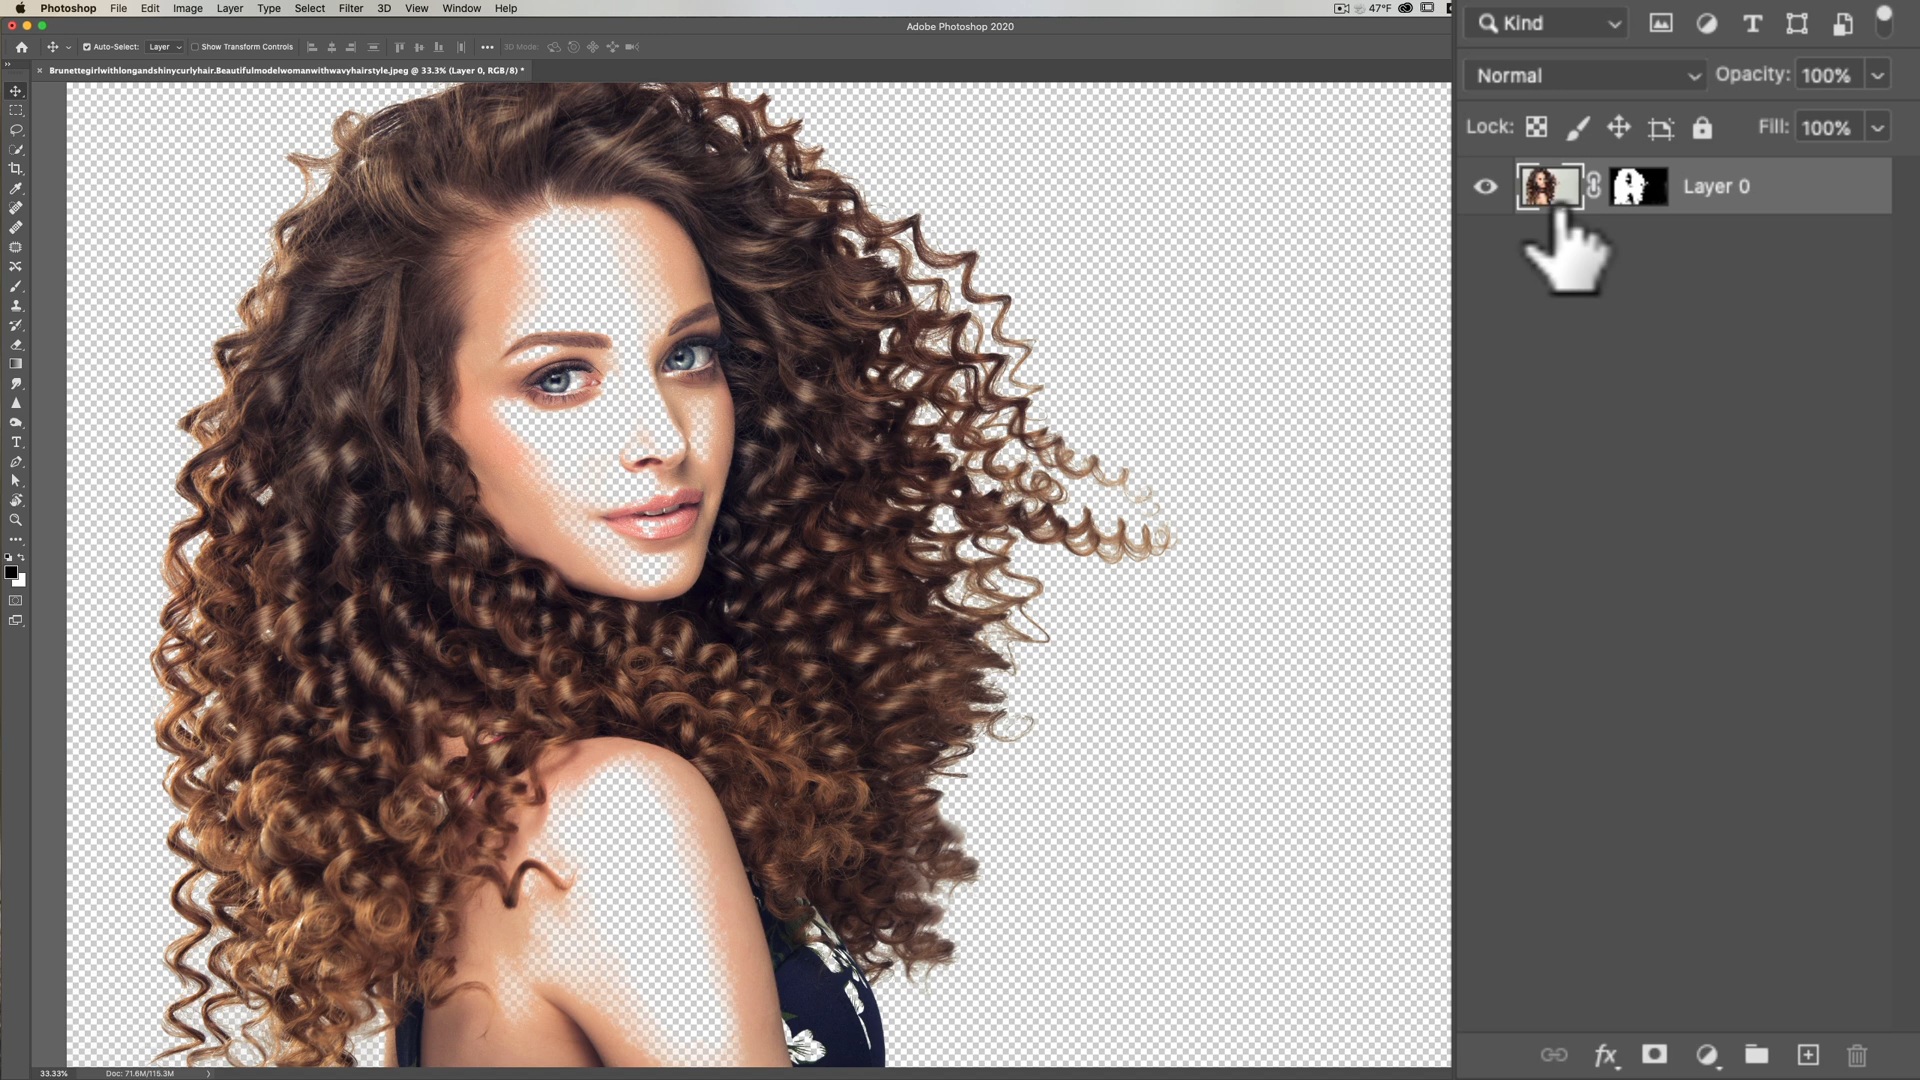 Photoshop File Edit Image Layer Type Select Filter 3D View Window Help 47°F
Adobe Photoshop 2020
Auto-Select: Layer Show Transform Controls 3D Mode:
Brunettegirlwithlongandshinycurlyhair.Beautifulmodelwomanwithwavyhairstyle.jpeg @ 33.3% (Layer 0, RGB/8) *
Kind
Normal Opacity: 100%
Lock: Fill: 100%
Layer 0
fx
33.33% Doc: 71.6M/115.3M